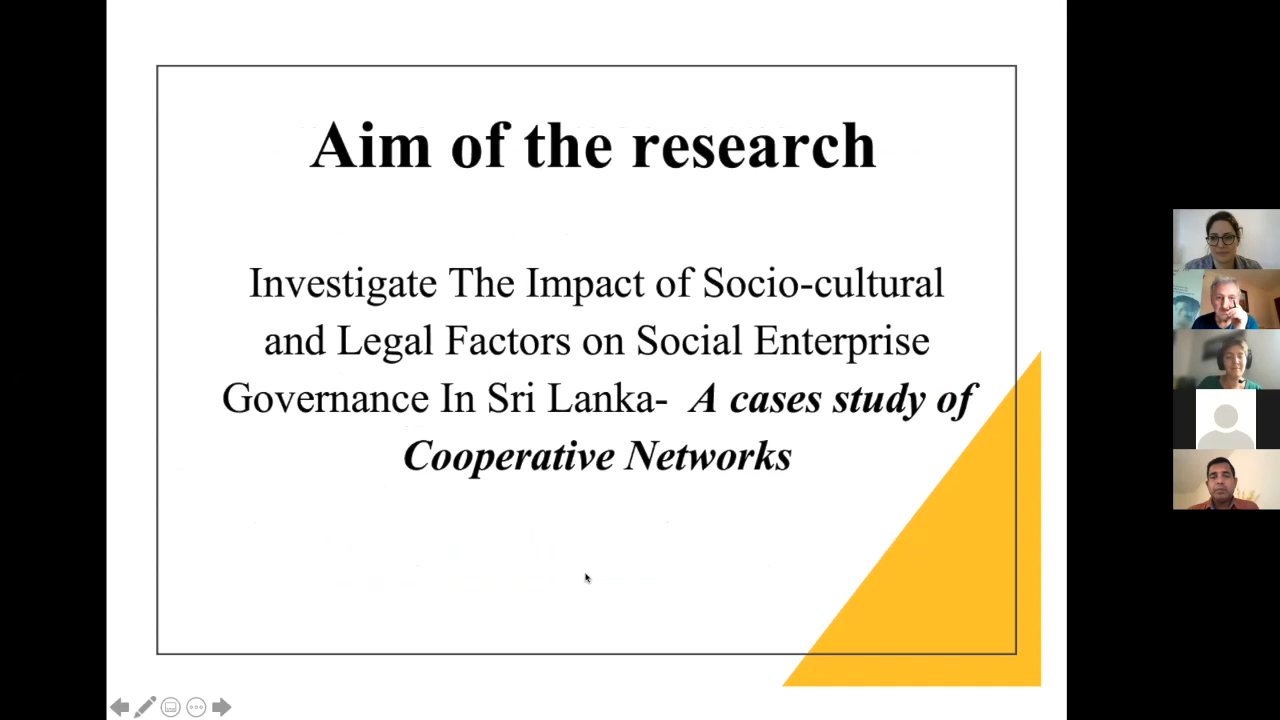 Aim of the research
Investigate The Impact of Socio-cultural
and Legal Factors on Social Enterprise
Governance In Sri Lanka- A cases study of
Cooperative Networks